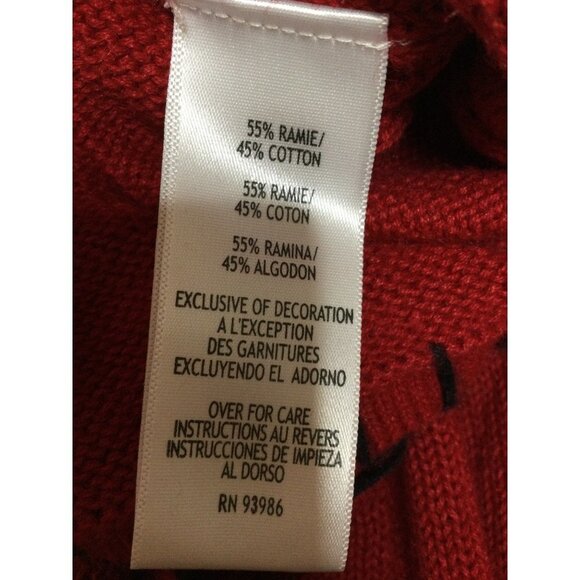 55% RAMIE/
45% COTTON
55% RAMIE/
45% COTON
55% RAMINA/
45% ALGODON
EXCLUSIVE OF DECORATION
A L'EXCEPTION
DES GARNITURES
EXCLUYENDO EL ADORNO
OVER FOR CARE
INSTRUCTIONS AU REVERS
INSTRUCCIONES DE IMPIEZA
AL DORSO
RN 93986